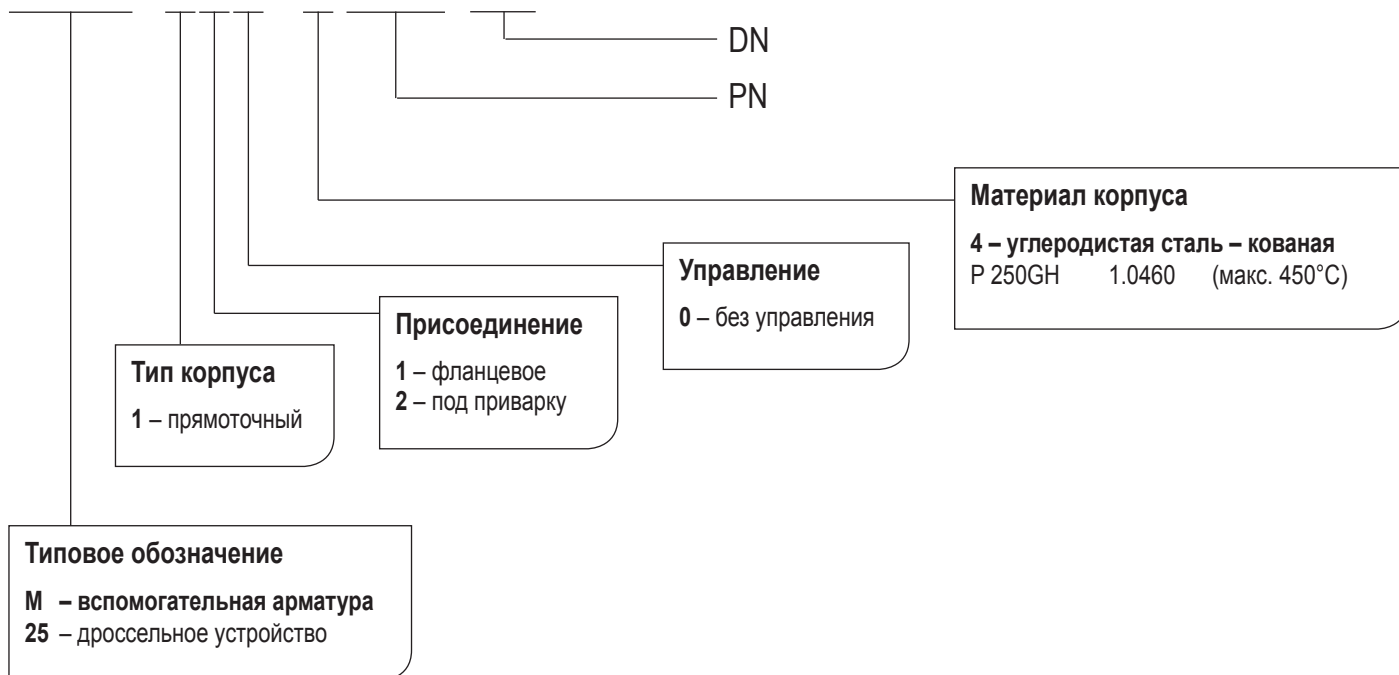 DN
PN
Материал корпуса
4 – углеродистая сталь – кованая
P 250GH 1.0460 (макс. 450°C)
Управление
0 – без управления
Присоединение
1 – фланцевое
2 – под приварку
Тип корпуса
1 – прямоточный
Типовое обозначение
М – вспомогательная арматура
25 – дроссельное устройство